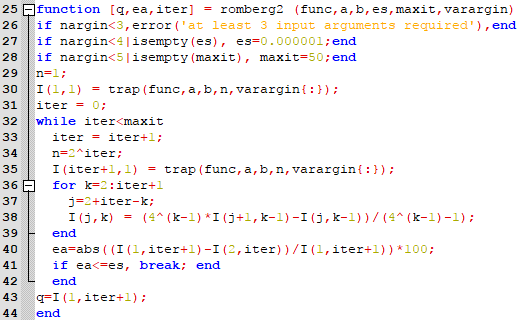 25 function [q,ea,iter] = romberg2 (func,a,b,es,maxit,varargin)
26 if nargin<3,error('at least 3 input arguments required'),end
27 if nargin<4|isempty(es), es=0.000001;end
28 if nargin<5|isempty(maxit), maxit=50;end
29 n=1;
30 I(1,1) = trap(func,a,b,n,varargin{:});
31 iter = 0;
32 while iter<maxit
33 iter = iter+1;
34 n=2^iter;
35 I(iter+1,1) = trap(func,a,b,n,varargin{:});
36 for k=2:iter+1
37 j=2+iter-k;
38 I(j,k) = (4^(k-1)*I(j+1,k-1)-I(j,k-1))/(4^(k-1)-1);
39 end
40 ea=abs((I(1,iter+1)-I(2,iter))/I(1,iter+1))*100;
41 if ea<=es, break; end
42 end
43 q=I(1,iter+1);
44 end